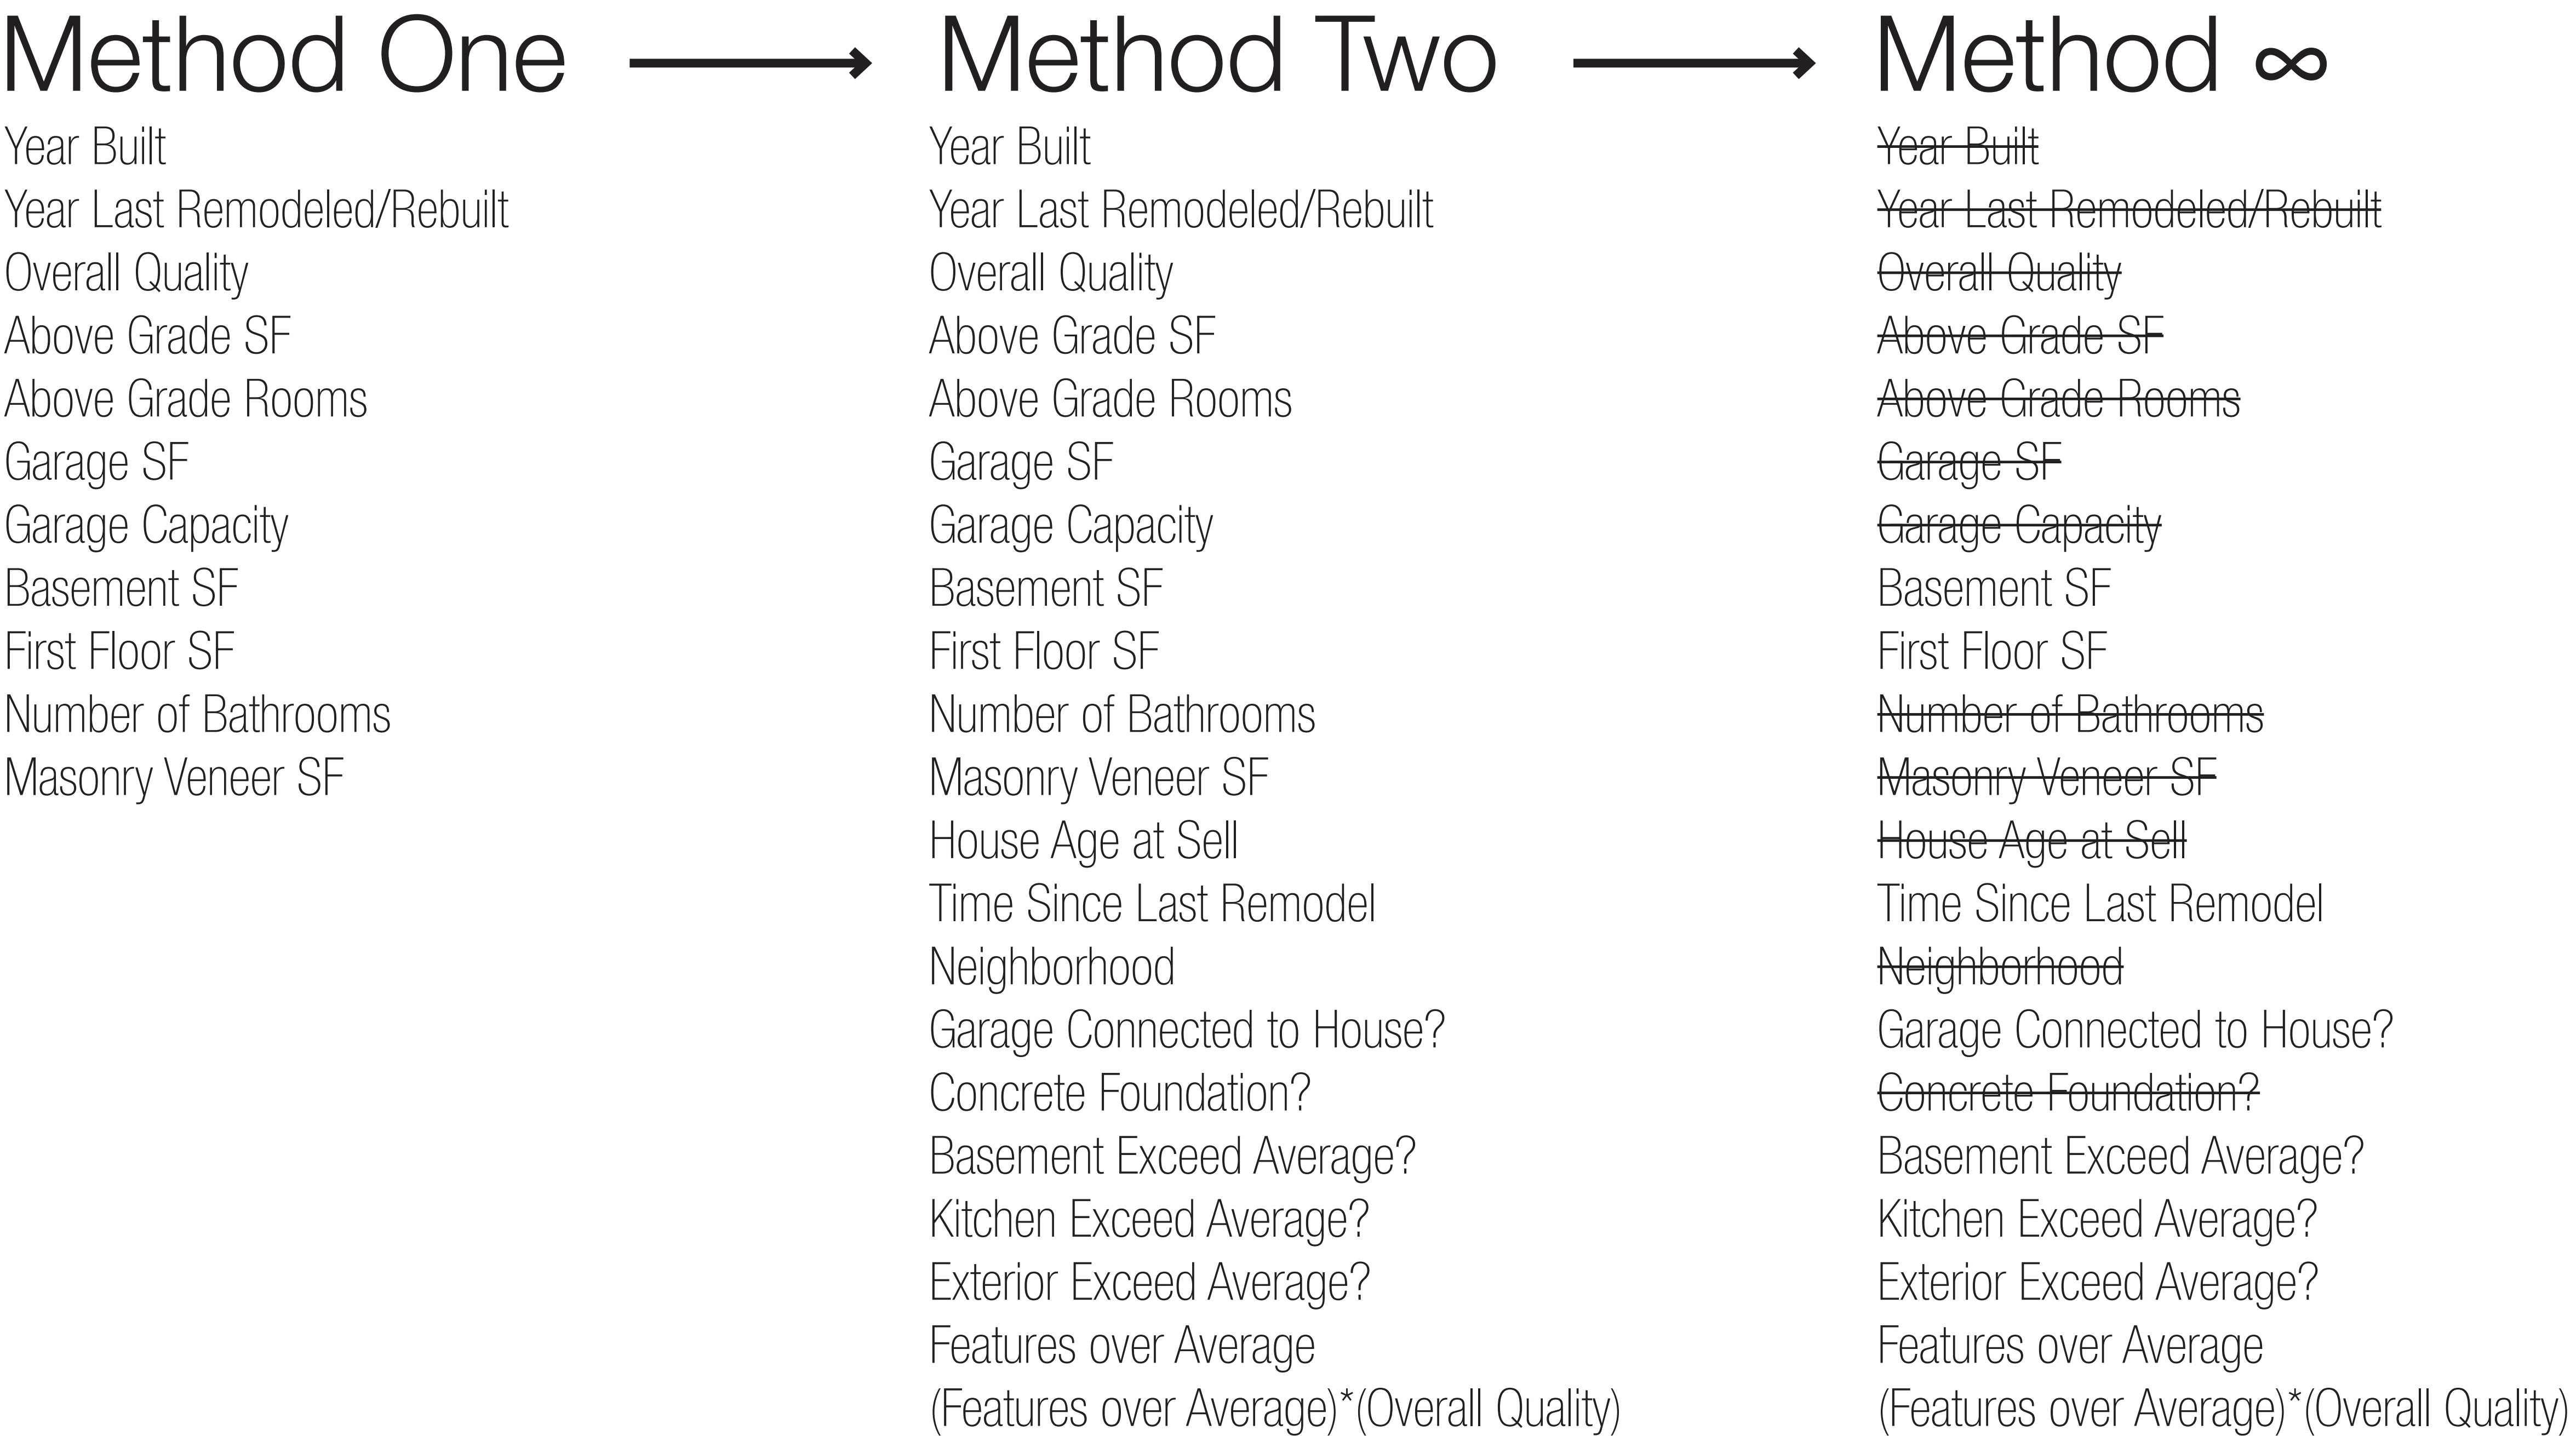 Method One → Method Two → Method ∞
Year Built
Year Last Remodeled/Rebuilt
Overall Quality
Above Grade SF
Above Grade Rooms
Garage SF
Garage Capacity
Basement SF
First Floor SF
Number of Bathrooms
Masonry Veneer SF
Year Built
Year Last Remodeled/Rebuilt
Overall Quality
Above Grade SF
Above Grade Rooms
Garage SF
Garage Capacity
Basement SF
First Floor SF
Number of Bathrooms
Masonry Veneer SF
House Age at Sell
Time Since Last Remodel
Neighborhood
Garage Connected to House?
Concrete Foundation?
Basement Exceed Average?
Kitchen Exceed Average?
Exterior Exceed Average?
Features over Average
(Features over Average)*(Overall Quality)
Year Built
Year Last Remodeled/Rebuilt
Overall Quality
Above Grade SF
Above Grade Rooms
Garage SF
Garage Capacity
Basement SF
First Floor SF
Number of Bathrooms
Masonry Veneer SF
House Age at Sell
Time Since Last Remodel
Neighborhood
Garage Connected to House?
Concrete Foundation?
Basement Exceed Average?
Kitchen Exceed Average?
Exterior Exceed Average?
Features over Average
(Features over Average)*(Overall Quality)